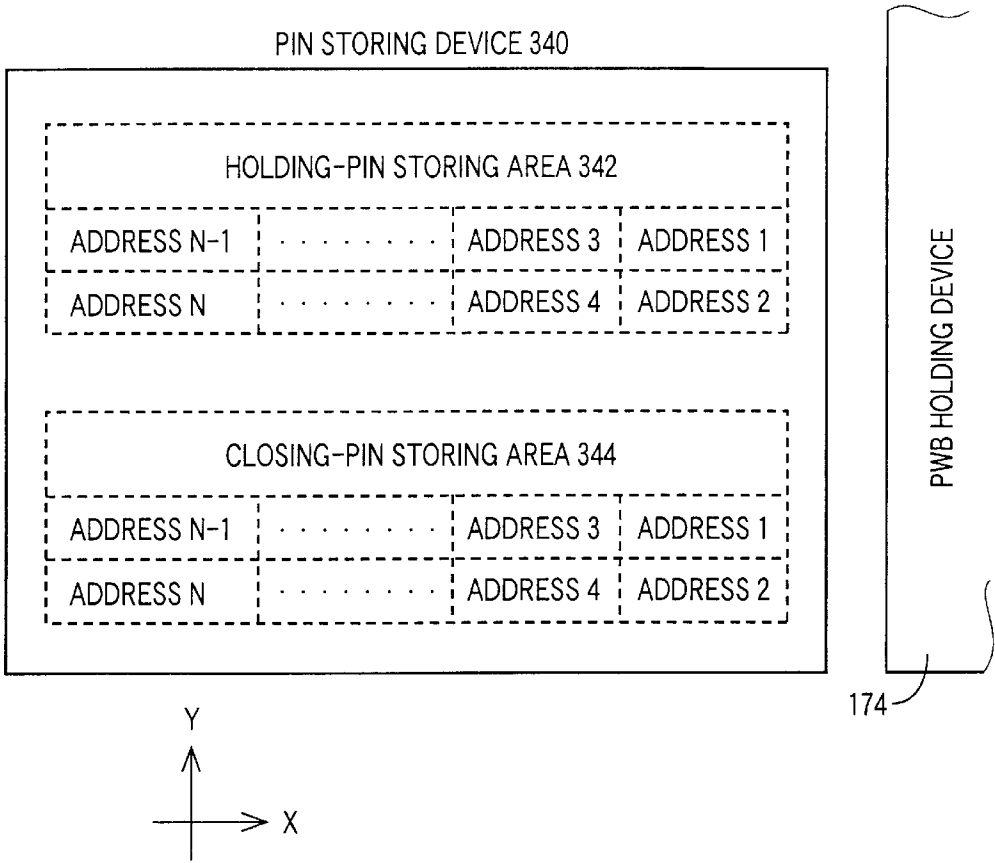 PIN STORING DEVICE 340
HOLDING-PIN STORING AREA 342
ADDRESS N-1 · · · · · · · · ADDRESS 3 ADDRESS 1
ADDRESS N · · · · · · · · ADDRESS 4 ADDRESS 2
CLOSING-PIN STORING AREA 344
ADDRESS N-1 · · · · · · · · ADDRESS 3 ADDRESS 1
ADDRESS N · · · · · · · · ADDRESS 4 ADDRESS 2
PWB HOLDING DEVICE
174
Y
X